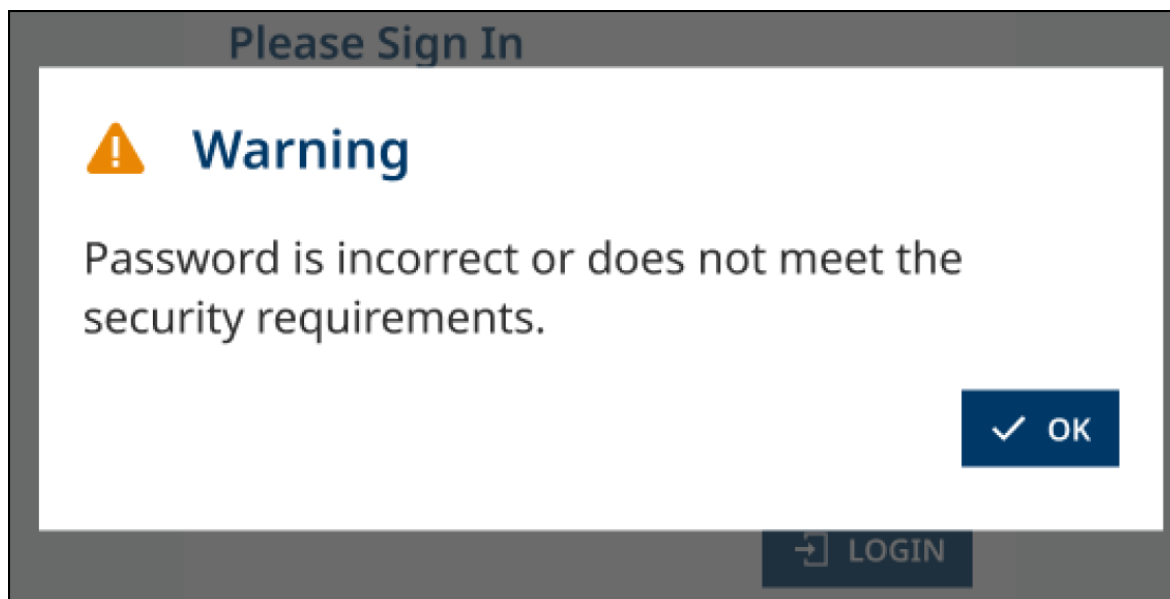 Please Sign In
Warning
Password is incorrect or does not meet the
security requirements.
OK
LOGIN